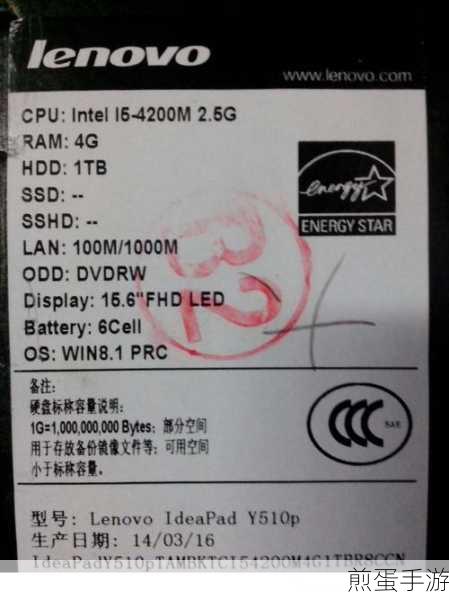 lenovo
www.lenovo.com
CPU: Intel I5-4200M 2.5G
RAM: 4G
HDD: 1TB
SSD: --
SSHD: --
LAN: 100M/1000M
ODD: DVDRW
Display: 15.6"FHD LED
Battery: 6Cell
OS: WIN8.1 PRC
energy
ENERGY STAR
B2
备注:
硬盘标称容量说明:
1G=1,000,000,000 Bytes; 部分空间
用于存放备份镜像文件等; 可用空间
小于标称容量。
CCC
S&E
型号: Lenovo IdeaPad Y510p
生产日期: 14/03/16
IdeaPadY510pTAMBKTCI54200M4G1TBR8CCN
煎蛋手游